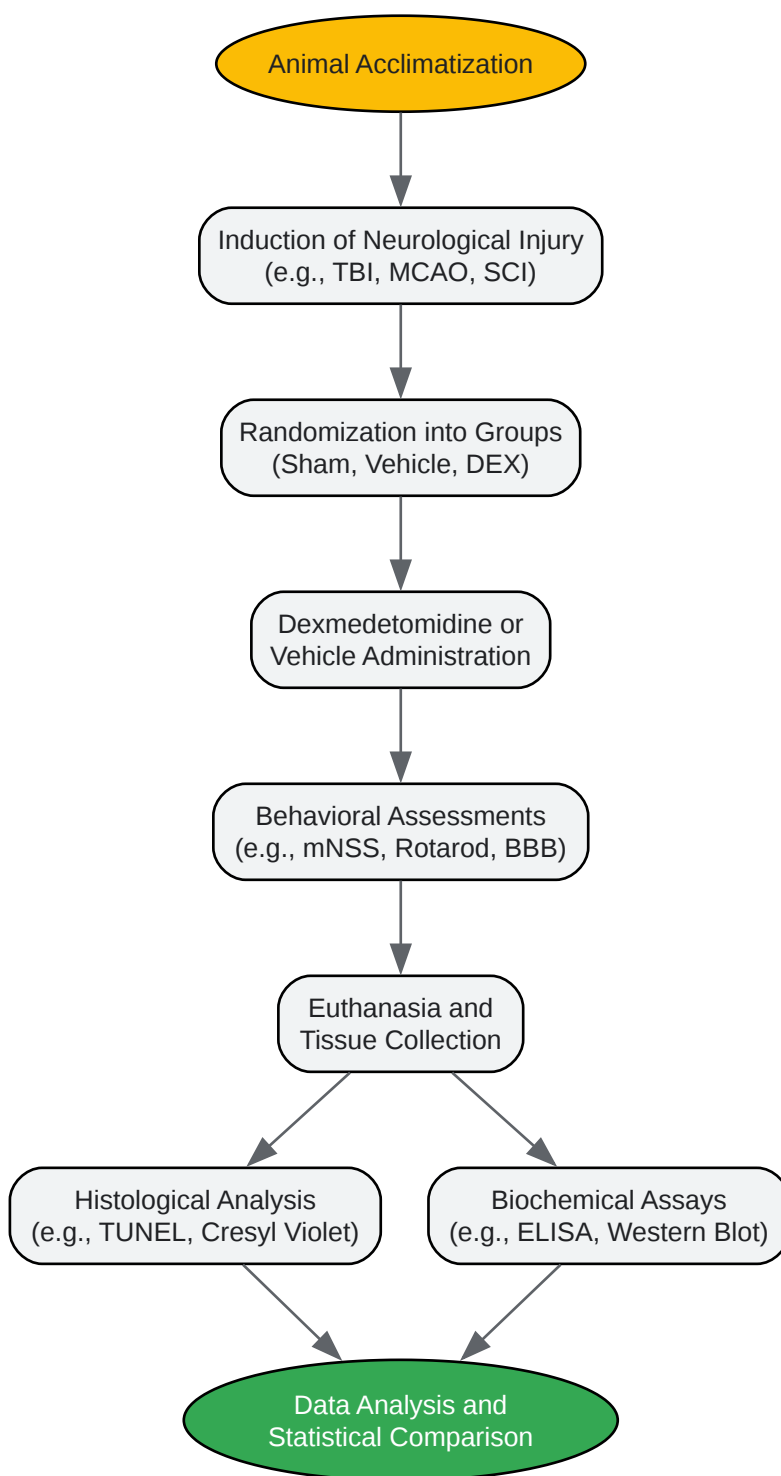 Animal Acclimatization
Induction of Neurological Injury
(e.g., TBI, MCAO, SCI)
Randomization into Groups
(Sham, Vehicle, DEX)
Dexmedetomidine or
Vehicle Administration
Behavioral Assessments
(e.g., mNSS, Rotarod, BBB)
Euthanasia and
Tissue Collection
Histological Analysis
(e.g., TUNEL, Cresyl Violet)
Biochemical Assays
(e.g., ELISA, Western Blot)
Data Analysis and
Statistical Comparison